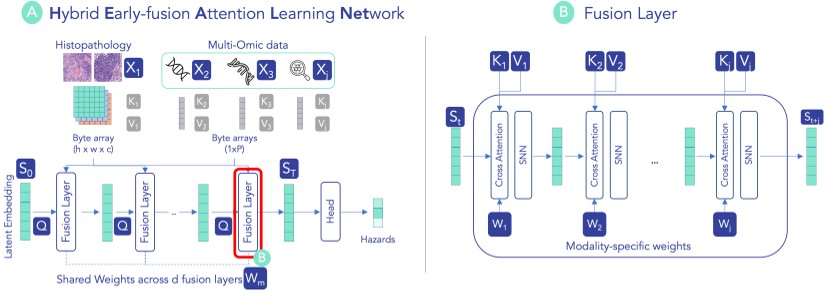 A Hybrid Early-fusion Attention Learning Network
Histopathology
Multi-Omic data
X1
X2
X3
Xj
K1
K2
K3
Kj
V1
V2
V3
Vj
Byte array
(h x w x c)
Byte arrays
(1xP)
S0
ST
Latent Embedding
Q
Fusion Layer
Q
Fusion Layer
..
Q
Fusion Layer
Head
Hazards
B
Shared Weights across d fusion layers
Wm
B Fusion Layer
K1 V1
K2 V2
Kj Vj
St
St+j
Cross Attention
SNN
Cross Attention
SNN
...
Cross Attention
SNN
W1
W2
Wj
Modality-specific weights